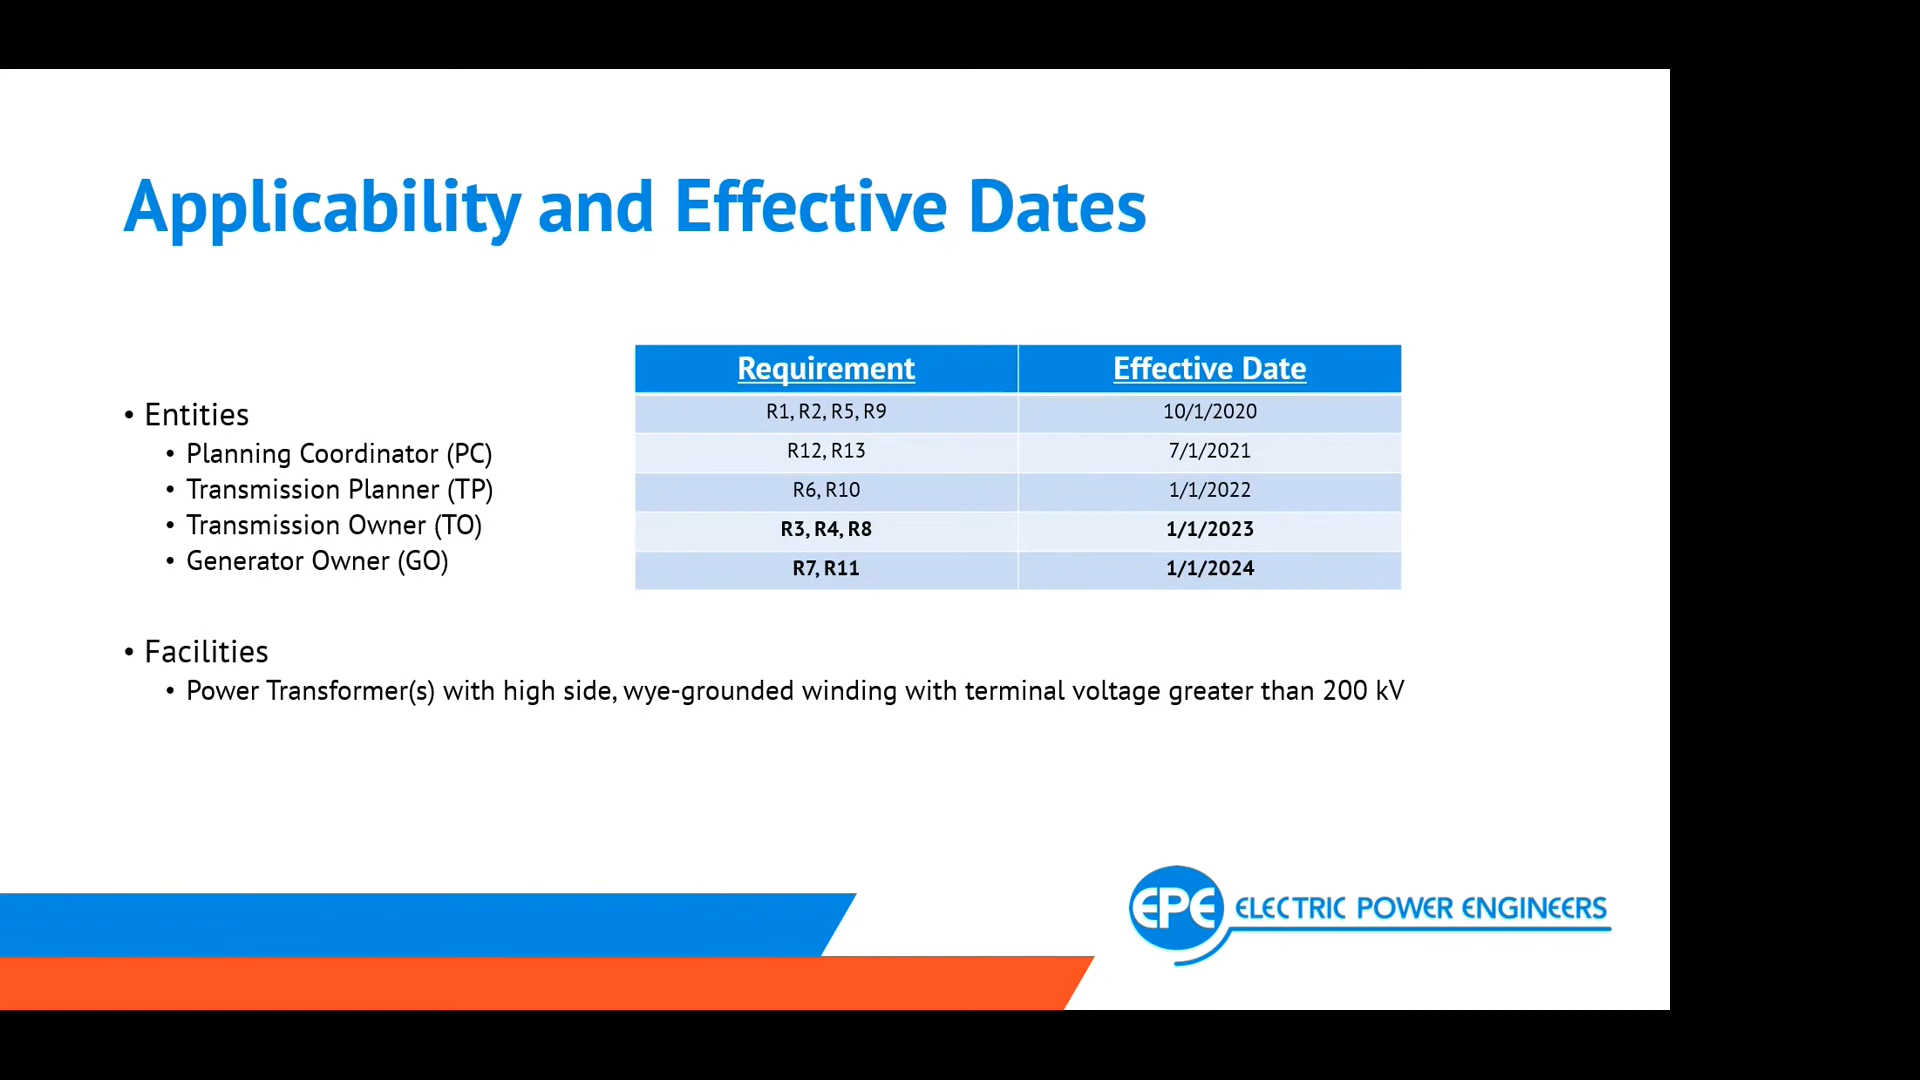 Applicability and Effective Dates
• Entities
• Planning Coordinator (PC)
• Transmission Planner (TP)
• Transmission Owner (TO)
• Generator Owner (GO)
Requirement Effective Date
R1, R2, R5, R9 10/1/2020
R12, R13 7/1/2021
R6, R10 1/1/2022
R3, R4, R8 1/1/2023
R7, R11 1/1/2024
• Facilities
• Power Transformer(s) with high side, wye-grounded winding with terminal voltage greater than 200 kV
EPE ELECTRIC POWER ENGINEERS